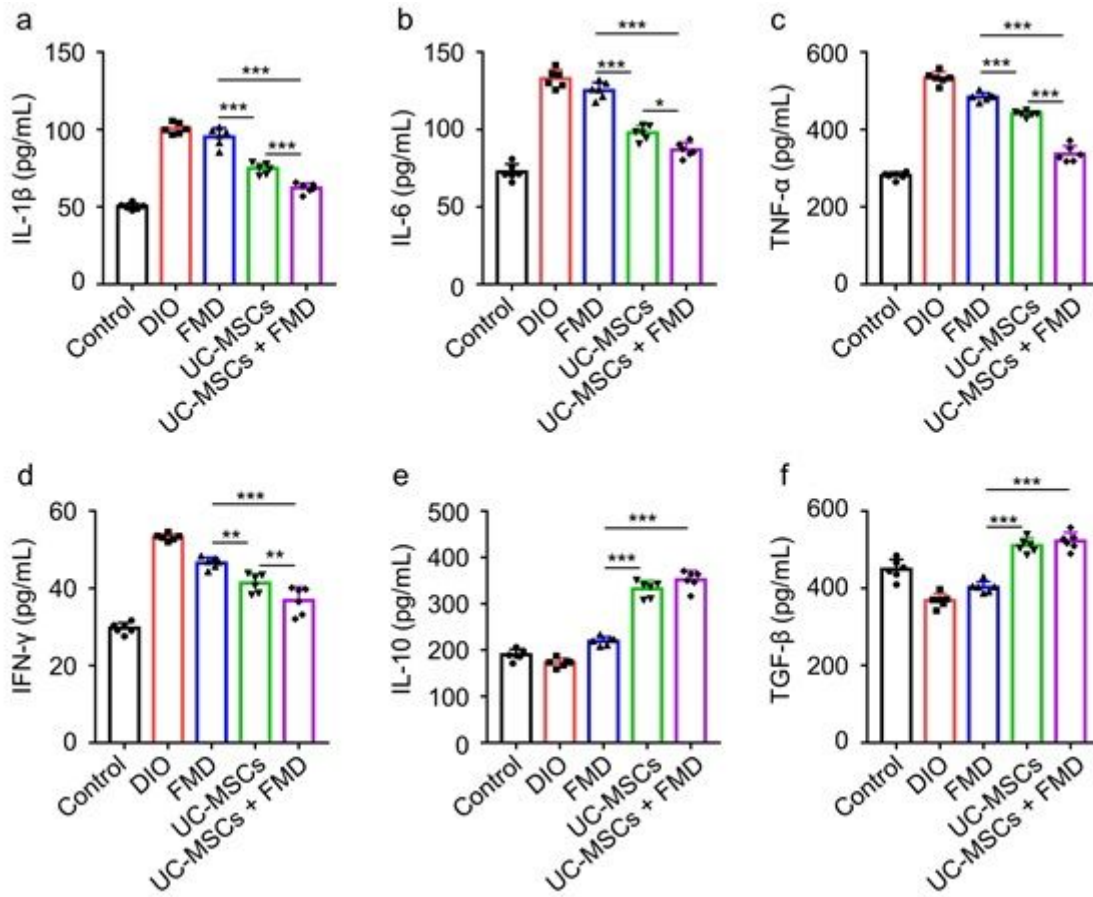 a
IL-1β (pg/mL)
150
100
50
0
***
***
***
Control
DIO
FMD
UC-MSCs
UC-MSCs + FMD
b
IL-6 (pg/mL)
150
100
50
0
***
***
*
Control
DIO
FMD
UC-MSCs
UC-MSCs + FMD
c
TNF-α (pg/mL)
600
400
200
0
***
***
***
Control
DIO
FMD
UC-MSCs
UC-MSCs + FMD
d
IFN-γ (pg/mL)
60
40
20
0
***
**
**
Control
DIO
FMD
UC-MSCs
UC-MSCs + FMD
e
IL-10 (pg/mL)
500
400
300
200
100
0
***
***
Control
DIO
FMD
UC-MSCs
UC-MSCs + FMD
f
TGF-β (pg/mL)
600
400
200
0
***
***
Control
DIO
FMD
UC-MSCs
UC-MSCs + FMD